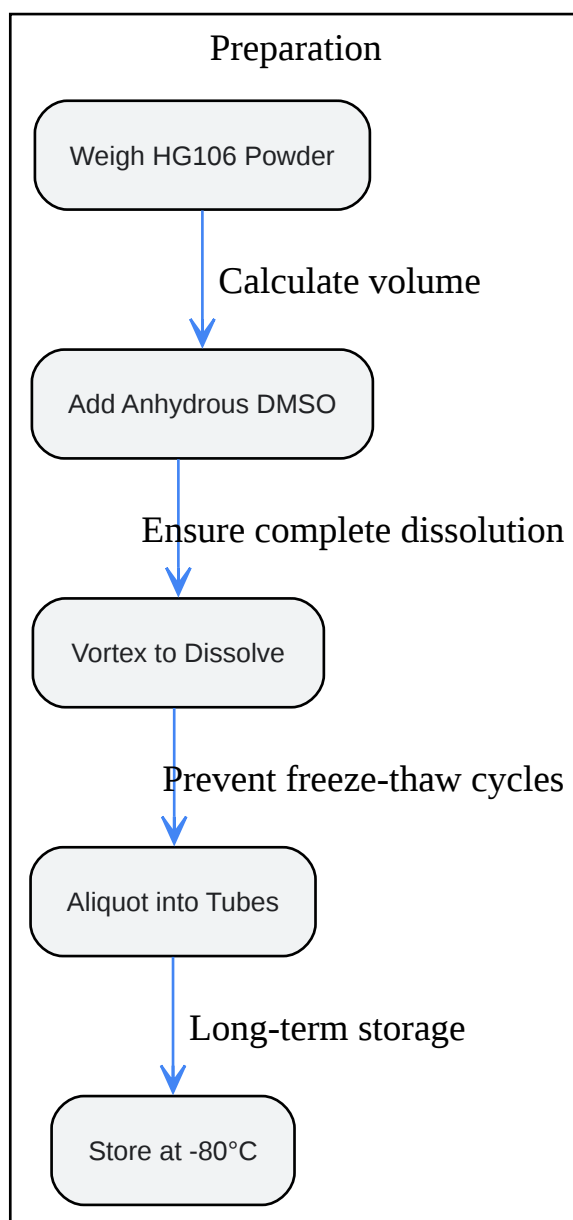 Preparation
Weigh HG106 Powder
Calculate volume
Add Anhydrous DMSO
Ensure complete dissolution
Vortex to Dissolve
Prevent freeze-thaw cycles
Aliquot into Tubes
Long-term storage
Store at -80°C